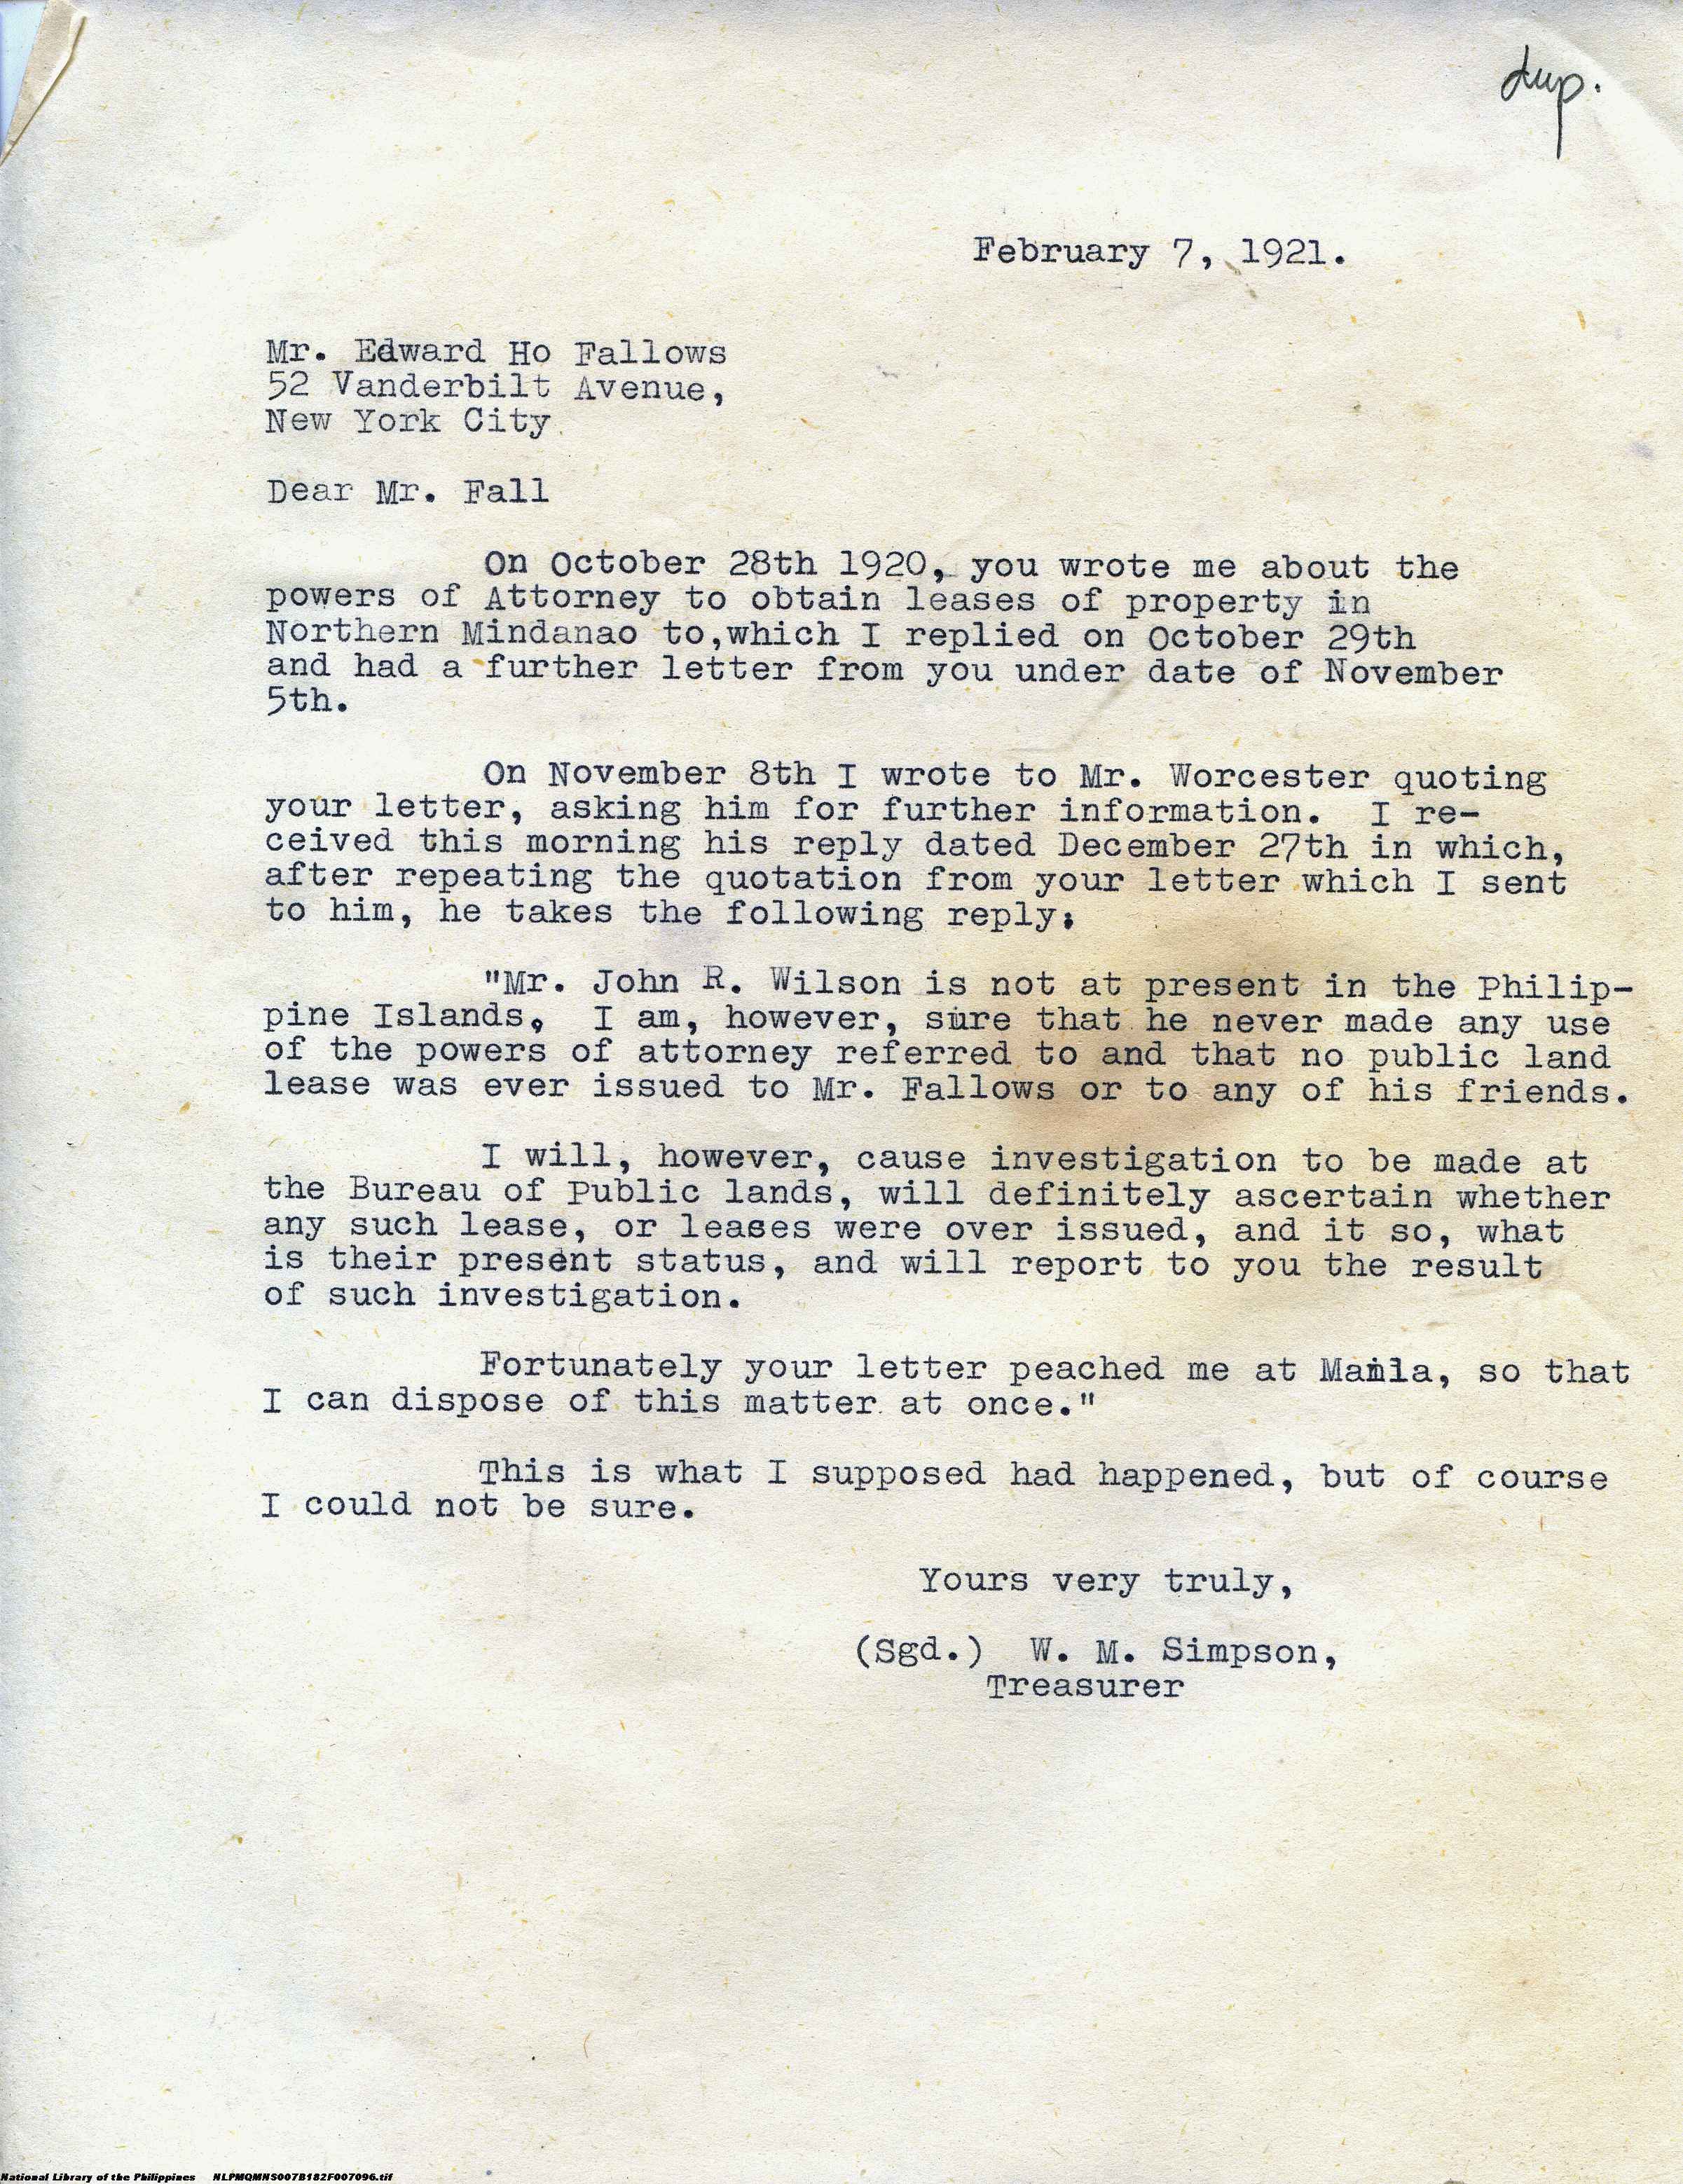 dup.
February 7, 1921.
Mr. Edward Ho Fallows
52 Vanderbilt Avenue,
New York City
Dear Mr. Fall
On October 28th 1920, you wrote me about the
powers of Attorney to obtain leases of property in
Northern Mindanao to,which I replied on October 29th
and had a further letter from you under date of November
5th.
On November 8th I wrote to Mr. Worcester quoting
your letter, asking him for further information. I re-
ceived this morning his reply dated December 27th in which,
after repeating the quotation from your letter which I sent
to him, he takes the following reply;
"Mr. John R. Wilson is not at present in the Philip-
pine Islands. I am, however, sure that he never made any use
of the powers of attorney referred to and that no public land
lease was ever issued to Mr. Fallows or to any of his friends.
I will, however, cause investigation to be made at
the Bureau of Public lands, will definitely ascertain whether
any such lease, or leases were over issued, and it so, what
is their present status, and will report to you the result
of such investigation.
Fortunately your letter peached me at Manila, so that
I can dispose of this matter at once."
This is what I supposed had happened, but of course
I could not be sure.
Yours very truly,
(Sgd.) W. M. Simpson,
Treasurer
National Library of the Philippines NLPMQMNS007B182F007096.tif